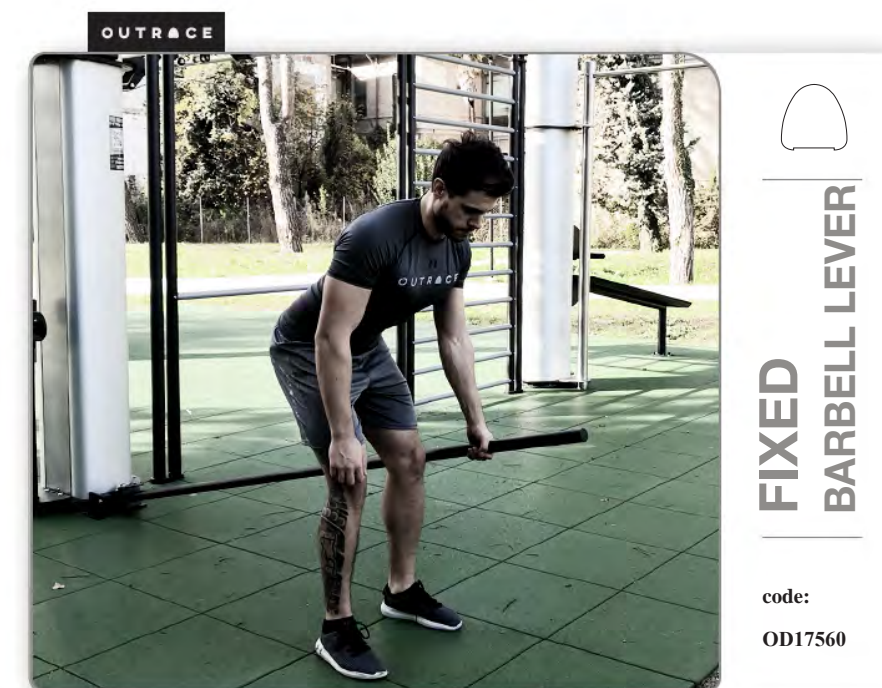 OUTRACE
OUTRACE
FIXED
BARBELL LEVER
code:
OD17560